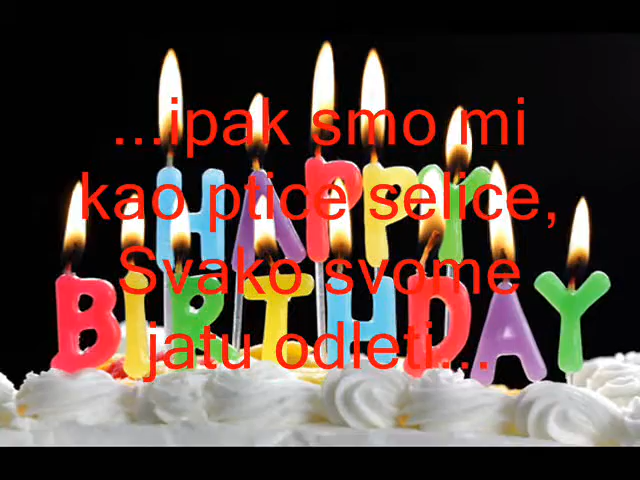 ...ipak smo mi
kao ptice selice,
Svako svome
jatu odleti...
HAPPY
BIRTHDAY